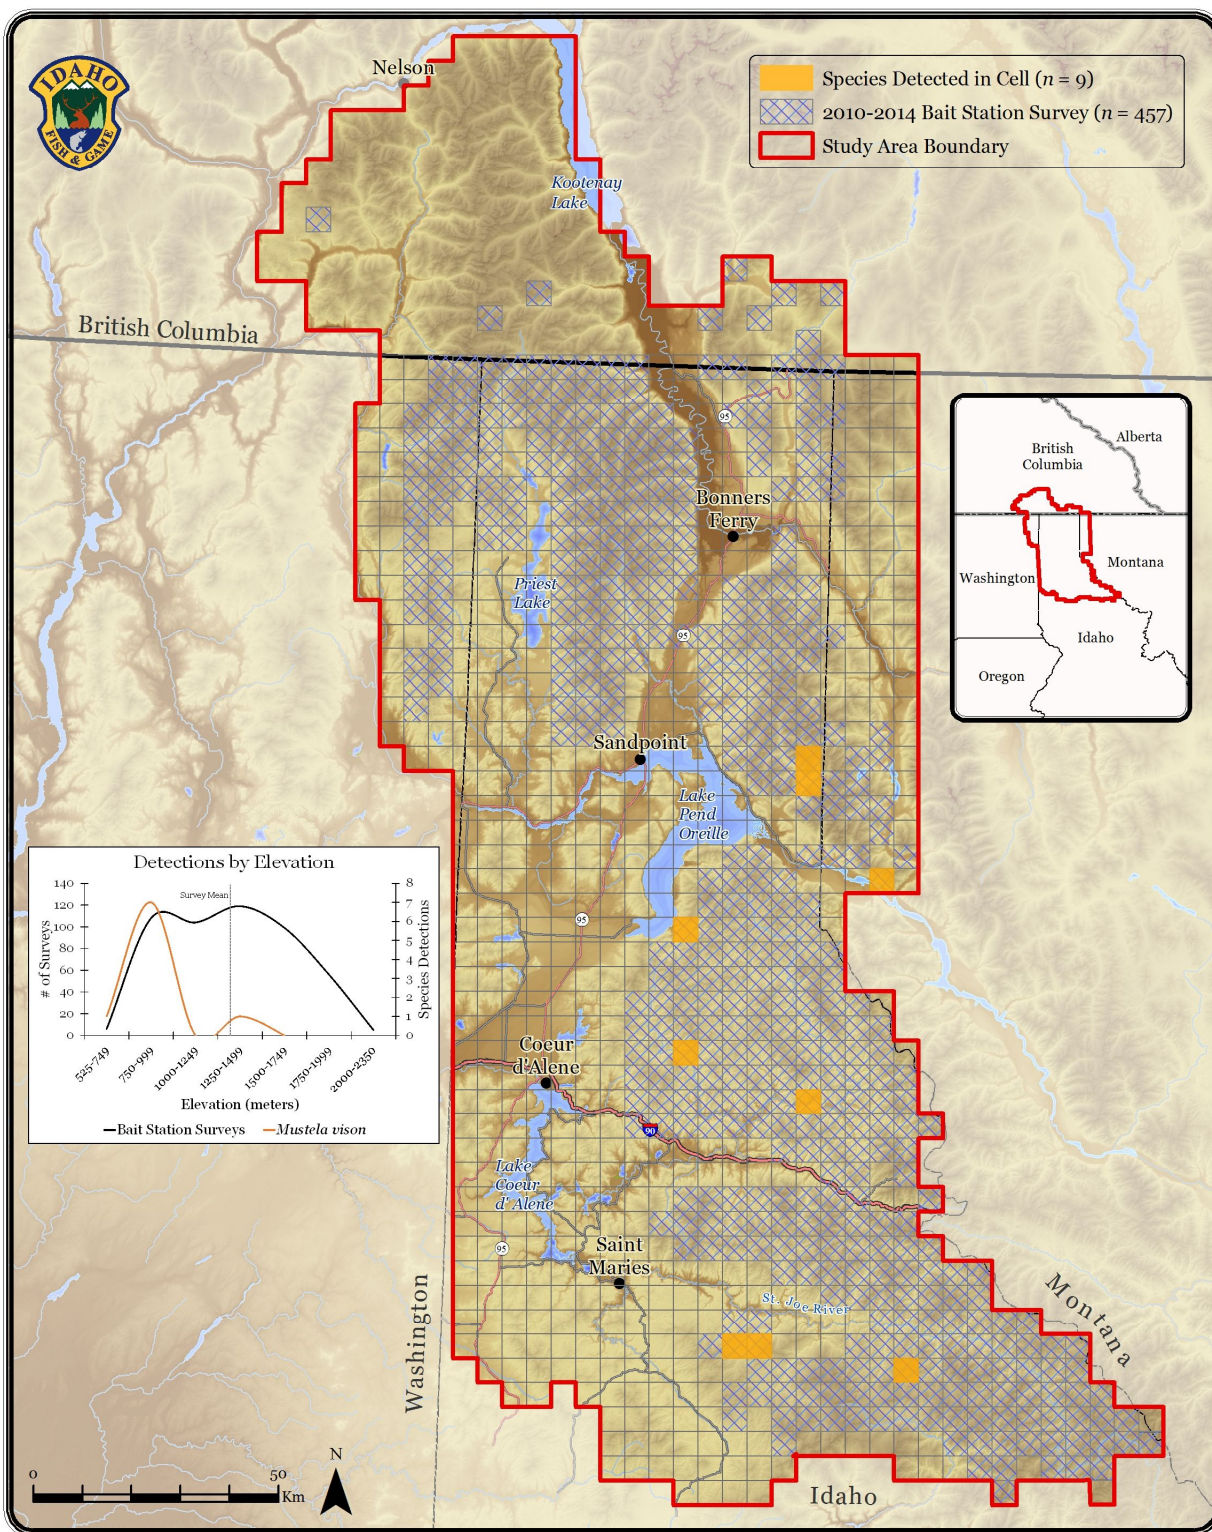 IDAHO
FISH & GAME
Nelson
Species Detected in Cell (n = 9)
2010-2014 Bait Station Survey (n = 457)
Study Area Boundary
Kootenay
Lake
British Columbia
95
Bonners
Ferry
Priest
Lake
95
Sandpoint
Lake
Pend
Oreille
95
Coeur
d'Alene
90
Lake
Coeur
d' Alene
95
Saint
Maries
St. Joe River
Washington
Montana
Idaho
British
Columbia
Alberta
Washington
Montana
Idaho
Oregon
Detections by Elevation
Survey Mean
# of Surveys
140
120
100
80
60
40
20
0
8
7
6
5
4
3
2
1
0
Species Detections
525-749
750-999
1000-1249
1250-1499
1500-1749
1750-1999
2000-2350
Elevation (meters)
Bait Station Surveys
Mustela vison
0
50
Km
N